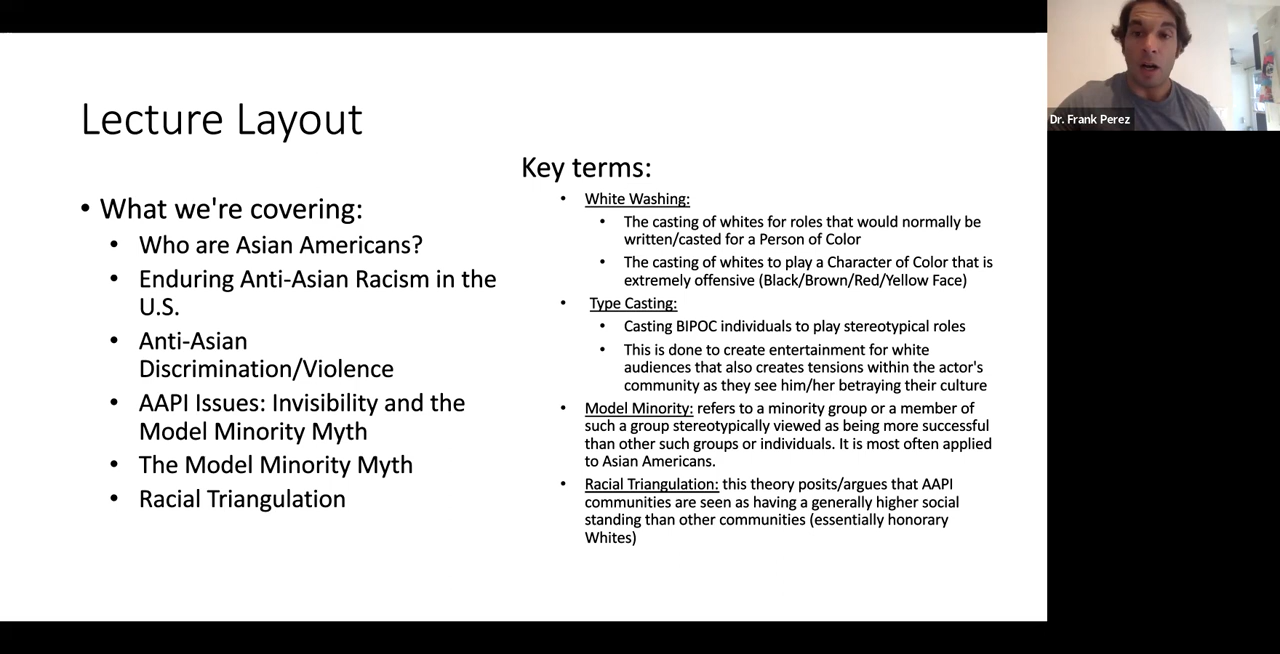 Lecture Layout
• What we're covering:
• Who are Asian Americans?
• Enduring Anti-Asian Racism in the
U.S.
• Anti-Asian
Discrimination/Violence
• AAPI Issues: Invisibility and the
Model Minority Myth
• The Model Minority Myth
• Racial Triangulation
Key terms:
• White Washing:
• The casting of whites for roles that would normally be
written/casted for a Person of Color
• The casting of whites to play a Character of Color that is
extremely offensive (Black/Brown/Red/Yellow Face)
• Type Casting:
• Casting BIPOC individuals to play stereotypical roles
• This is done to create entertainment for white
audiences that also creates tensions within the actor's
community as they see him/her betraying their culture
• Model Minority: refers to a minority group or a member of
such a group stereotypically viewed as being more successful
than other such groups or individuals. It is most often applied
to Asian Americans.
• Racial Triangulation: this theory posits/argues that AAPI
communities are seen as having a generally higher social
standing than other communities (essentially honorary
Whites)
Dr. Frank Perez